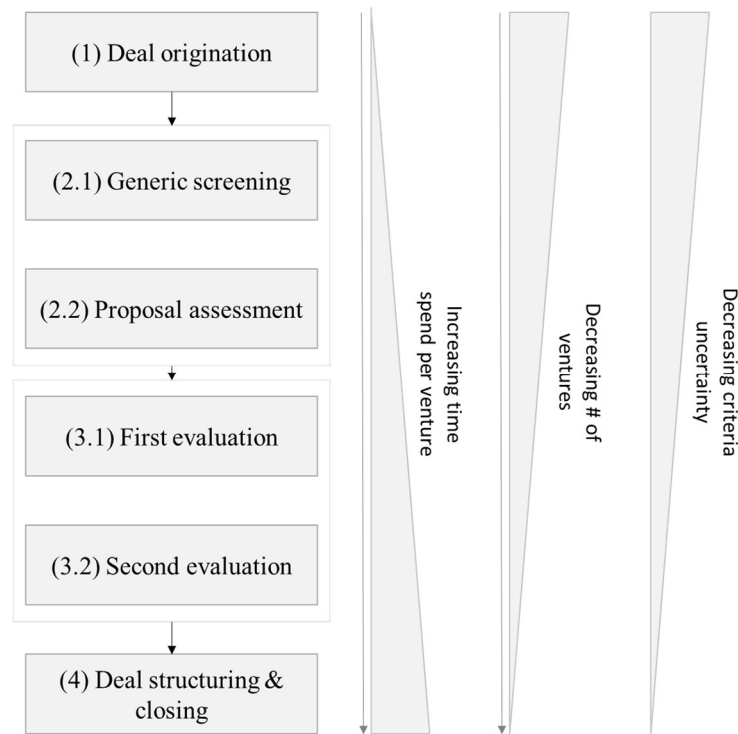 (1) Deal origination
(2.1) Generic screening
(2.2) Proposal assessment
(3.1) First evaluation
(3.2) Second evaluation
(4) Deal structuring &
closing
Increasing time
spend per venture
Decreasing # of
ventures
Decreasing criteria
uncertainty